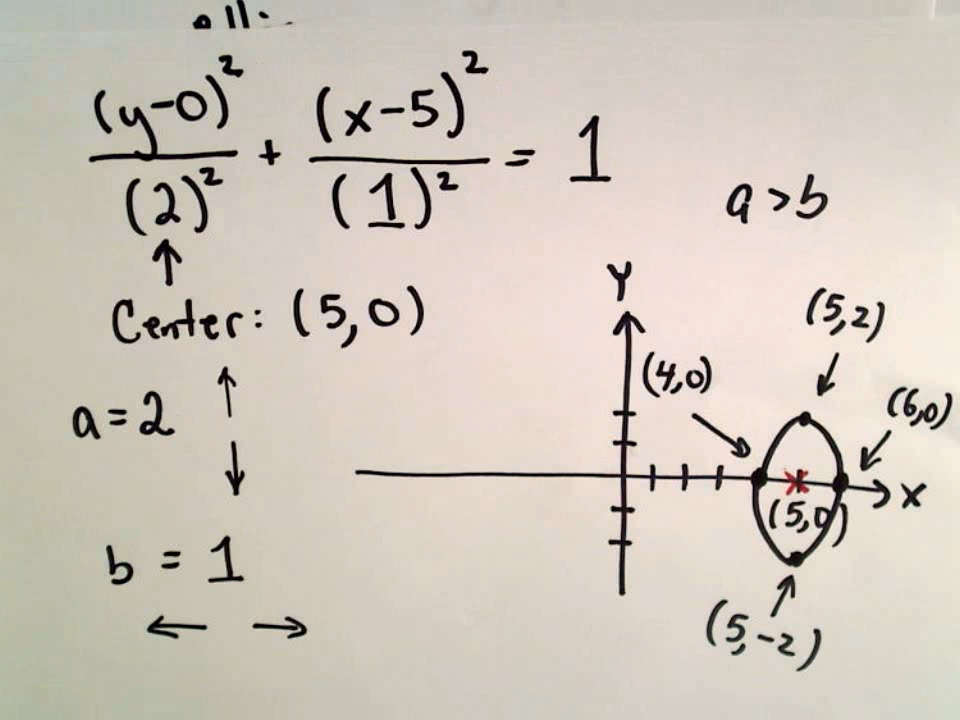 (y-0)² / (2)² + (x-5)² / (1)² = 1
a > b
Center: (5,0)
a = 2
b = 1
Y
(5,2)
(4,0)
(6,0)
X
(5,0)
(5,-2)